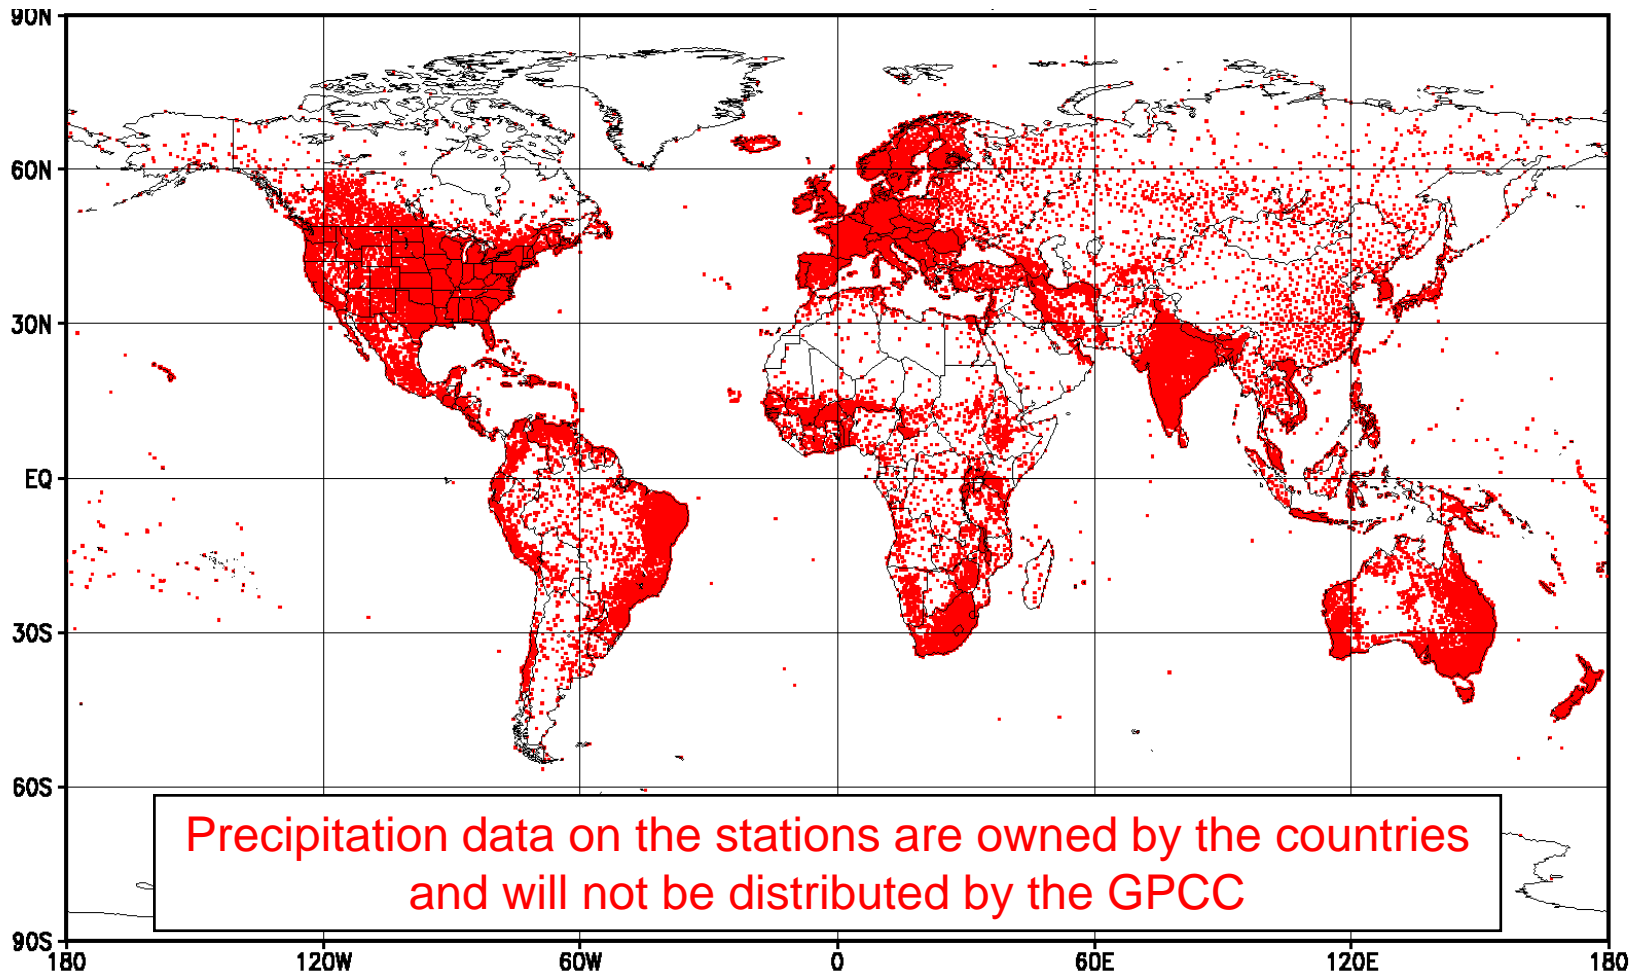 90N
60N
30N
EQ
30S
60S
90S
Precipitation data on the stations are owned by the countries
and will not be distributed by the GPCC
180 120W 60W 0 60E 120E 180